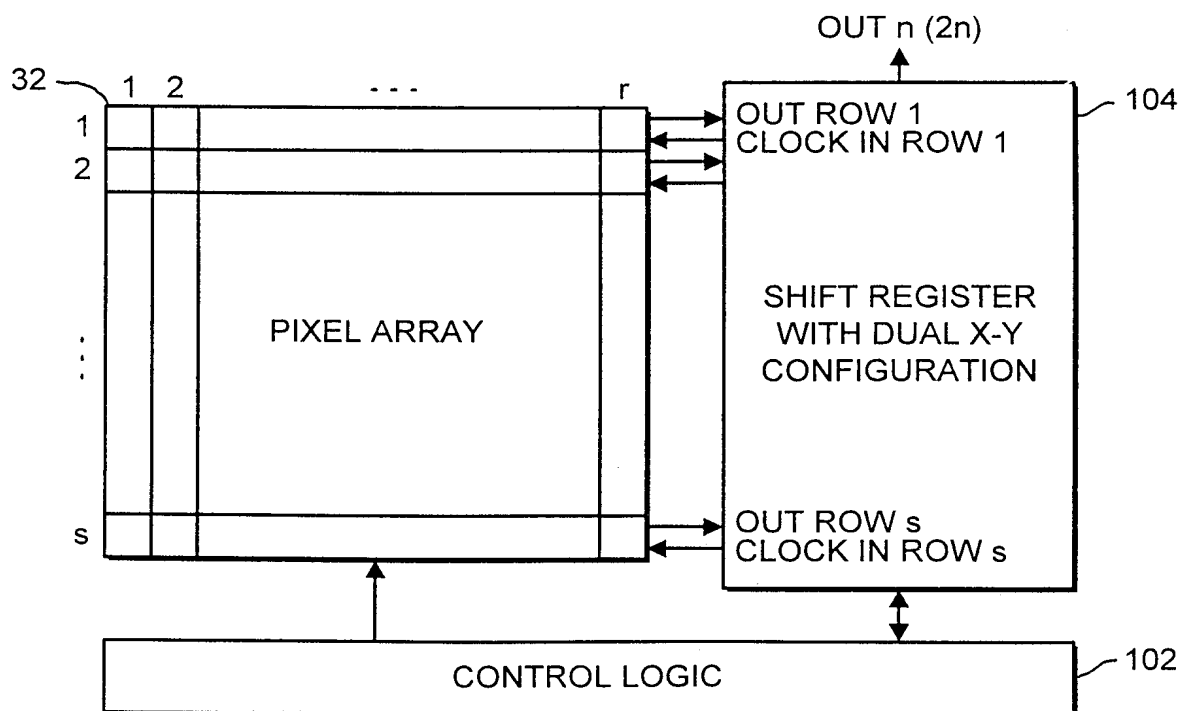 OUT n (2n)
32
1 2 - - - r
104
1
OUT ROW 1
CLOCK IN ROW 1
2
PIXEL ARRAY
SHIFT REGISTER
WITH DUAL X-Y
CONFIGURATION
- - -
s
OUT ROW s
CLOCK IN ROW s
CONTROL LOGIC
102